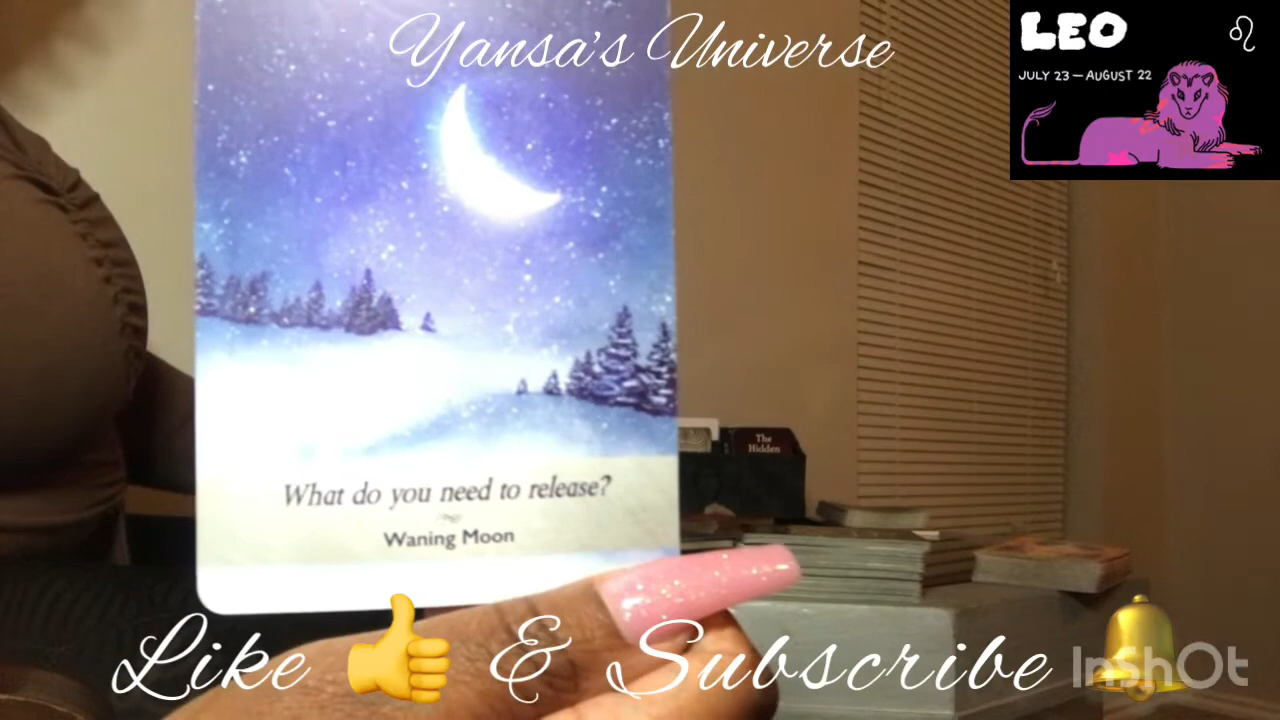 Yansa's Universe
LEO
JULY 23 — AUGUST 22
The
Hidden
What do you need to release?
Waning Moon
Like & Subscribe
InShOt